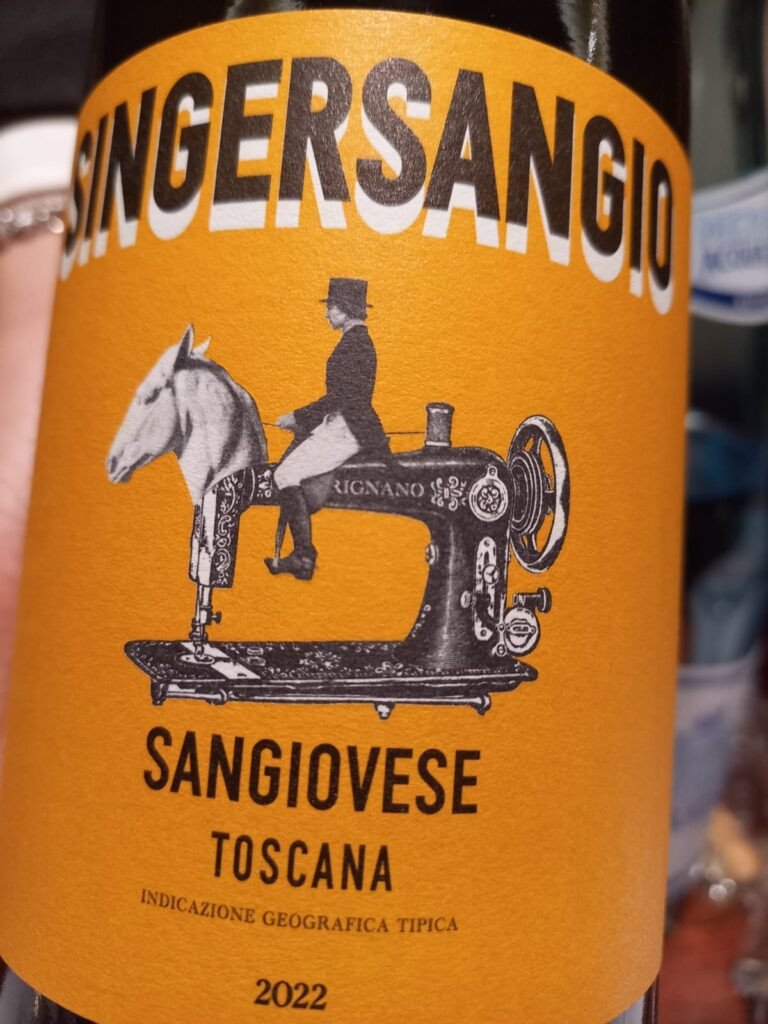 SINGERSANGIO
RIGNANO
SANGIOVESE
TOSCANA
INDICAZIONE GEOGRAFICA TIPICA
2022